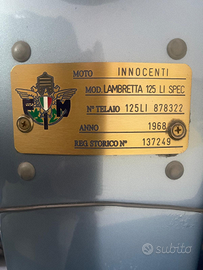 MOTO INNOCENTI
MOD. LAMBRETTA 125 LI SPEC
N° TELAIO 125LI 878322
ANNO 1968
REG STORICO N° 137249
subito